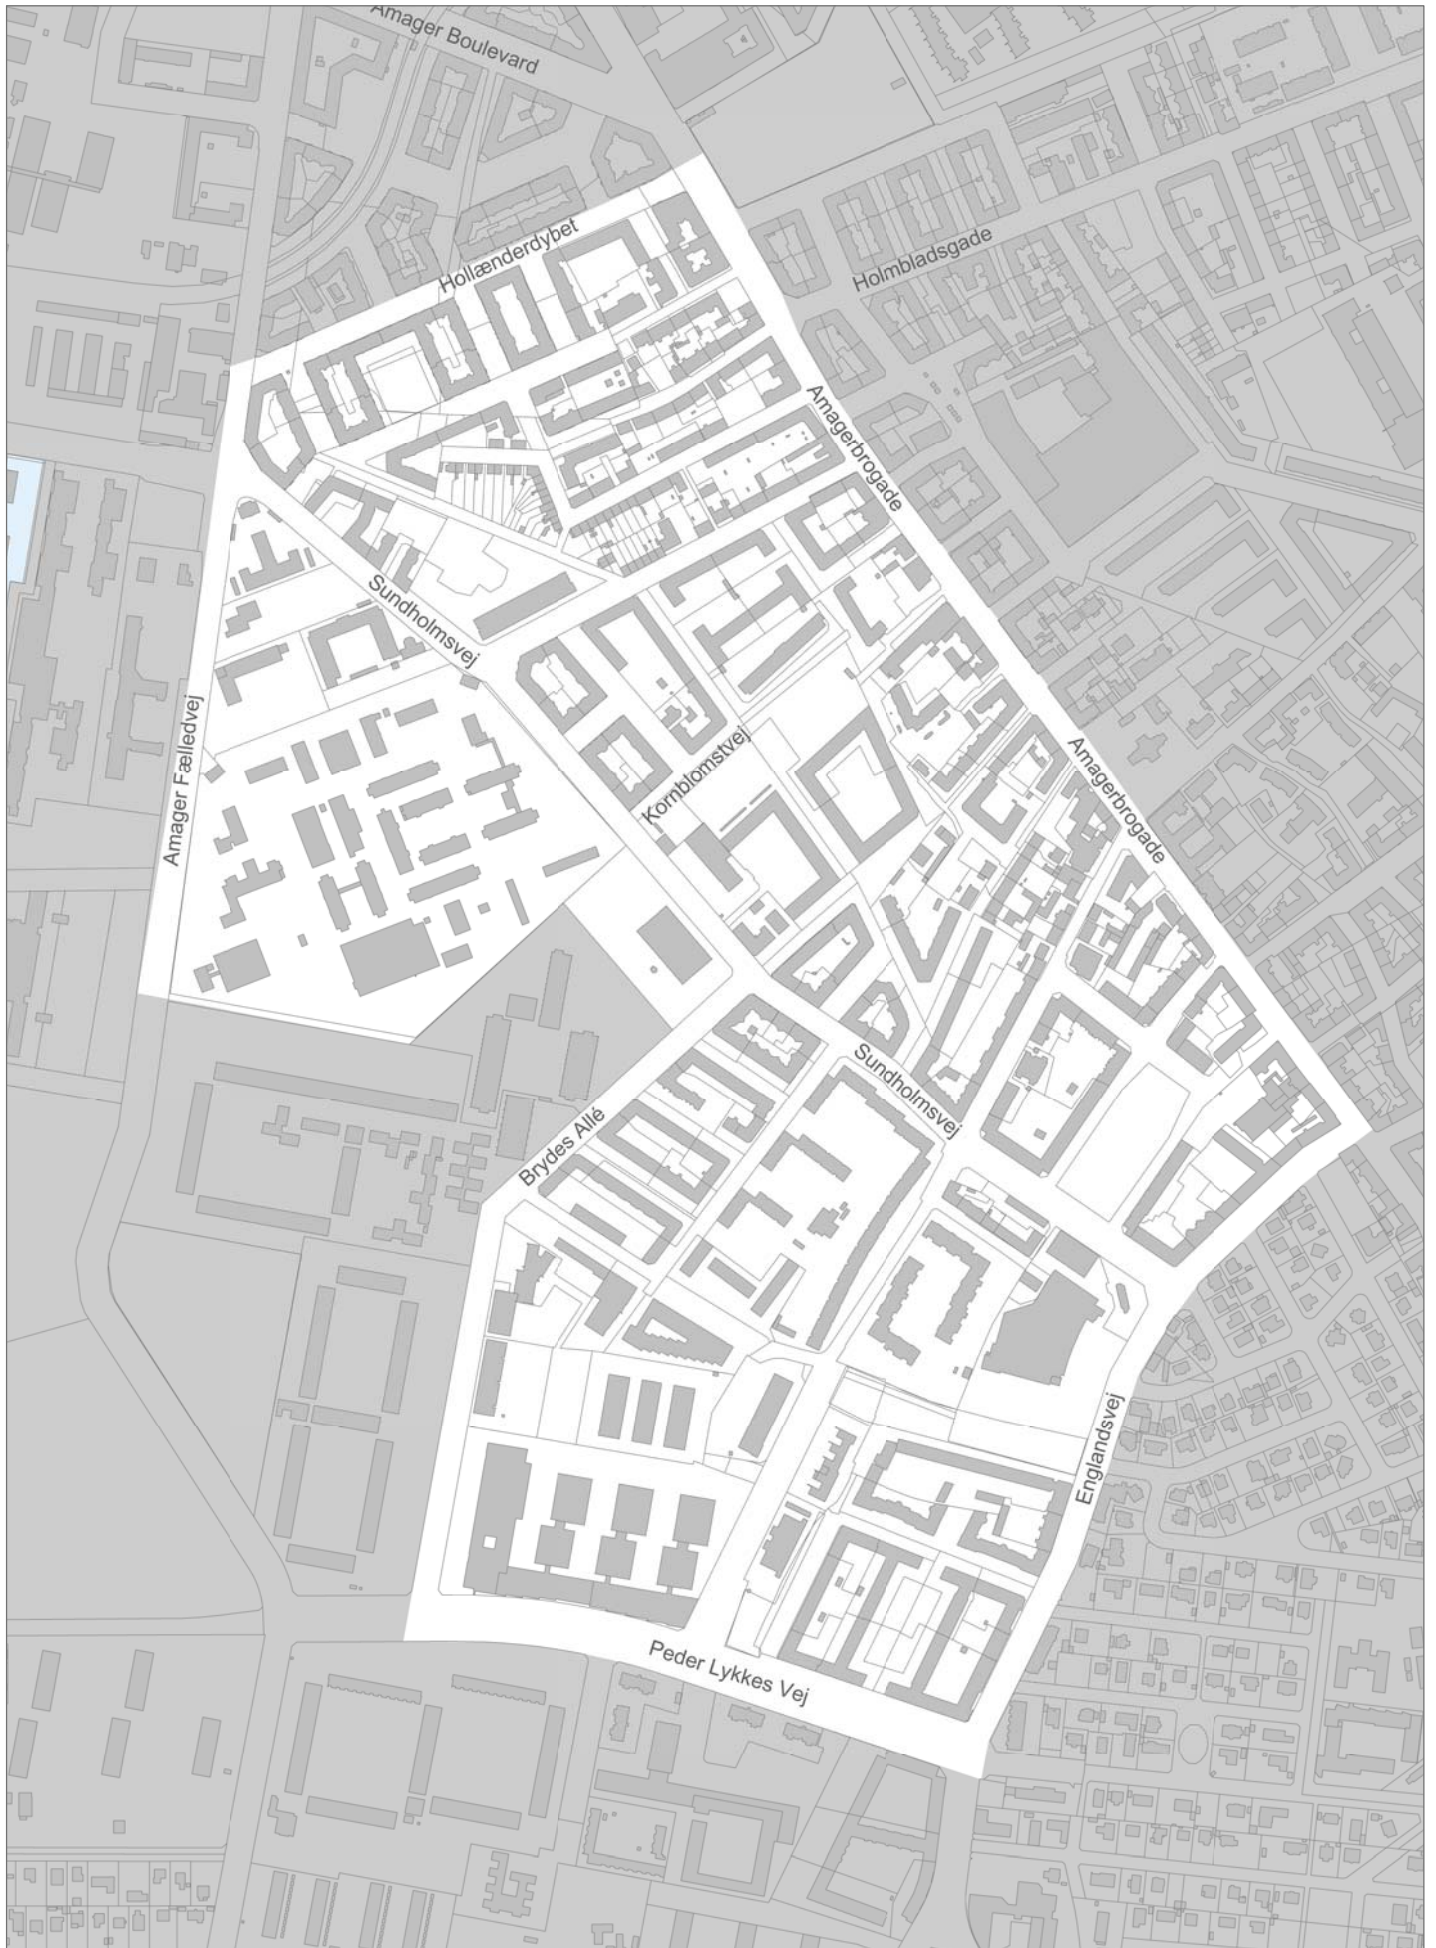 Amager Boulevard
Hollænderdybet
Holmbladsgade
Amagerbrogade
Sundholmsvej
Amager Fælledvej
Kornblomstvej
Amagerbrogade
Sundholmsvej
Brydes Allé
Englandsvej
Peder Lykkes Vej